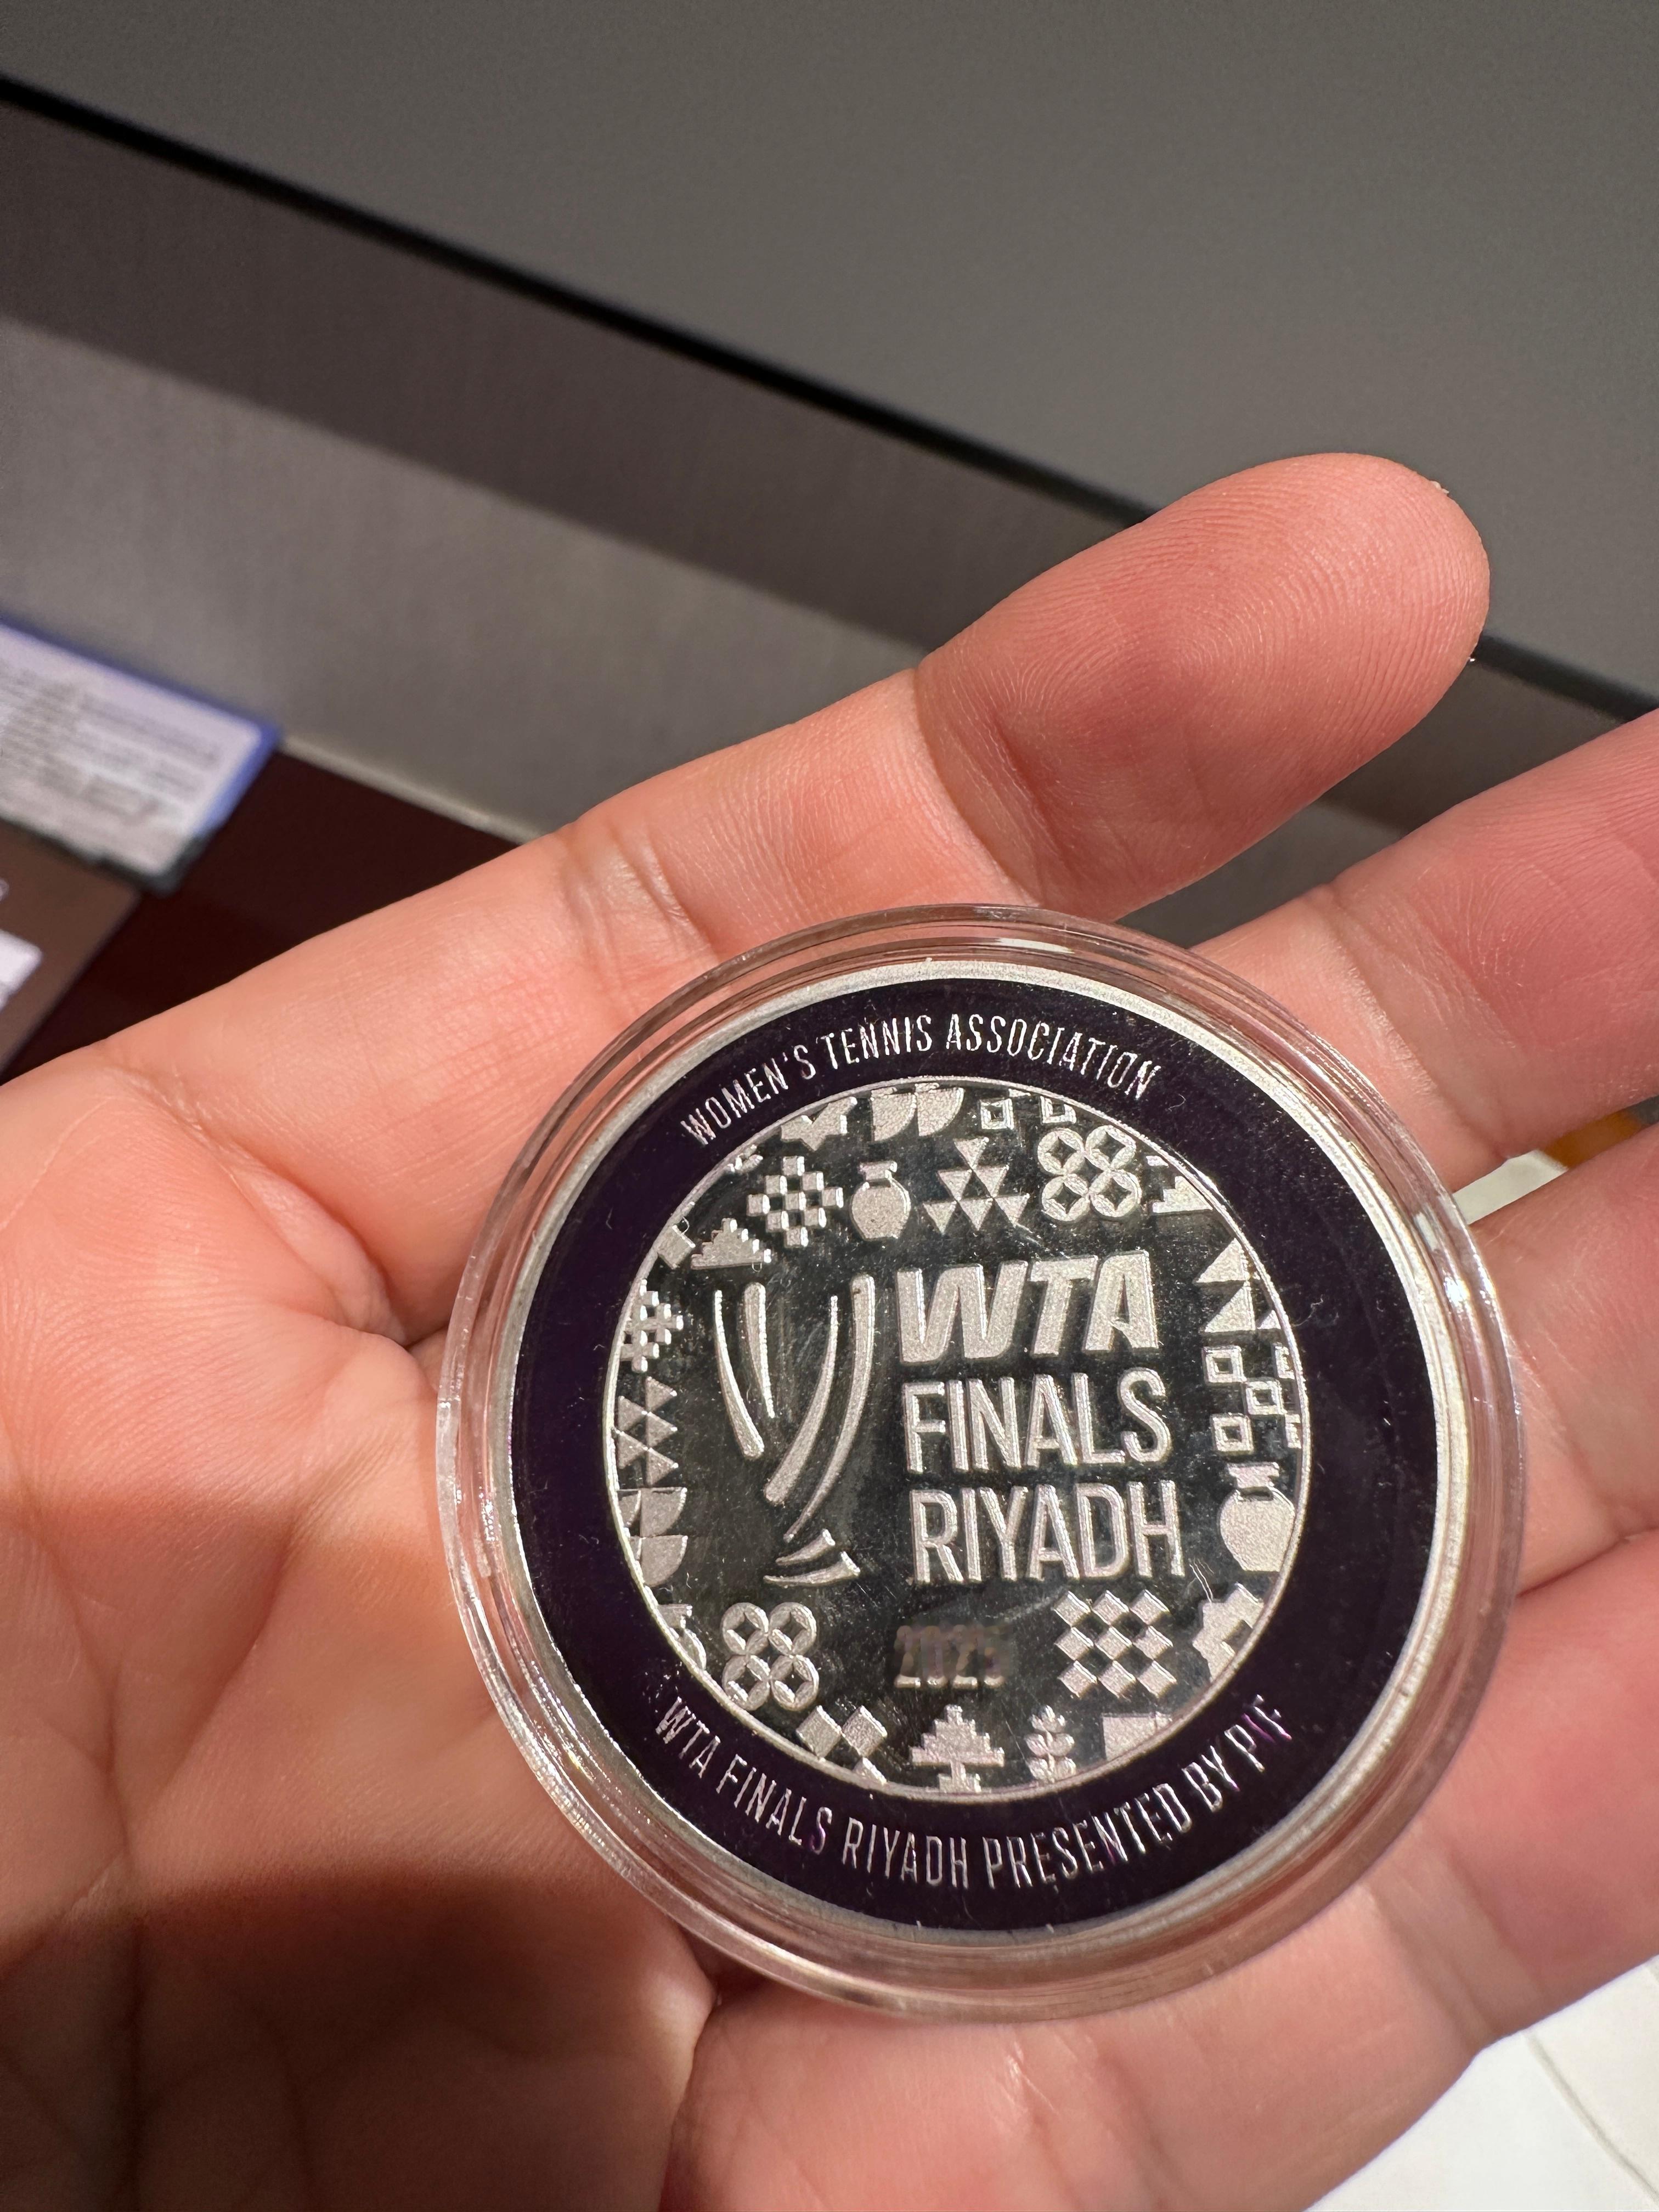 WOMEN'S TENNIS ASSOCIATION
WTA
FINALS
RIYADH
2025
WTA FINALS RIYADH PRESENTED BY PIF